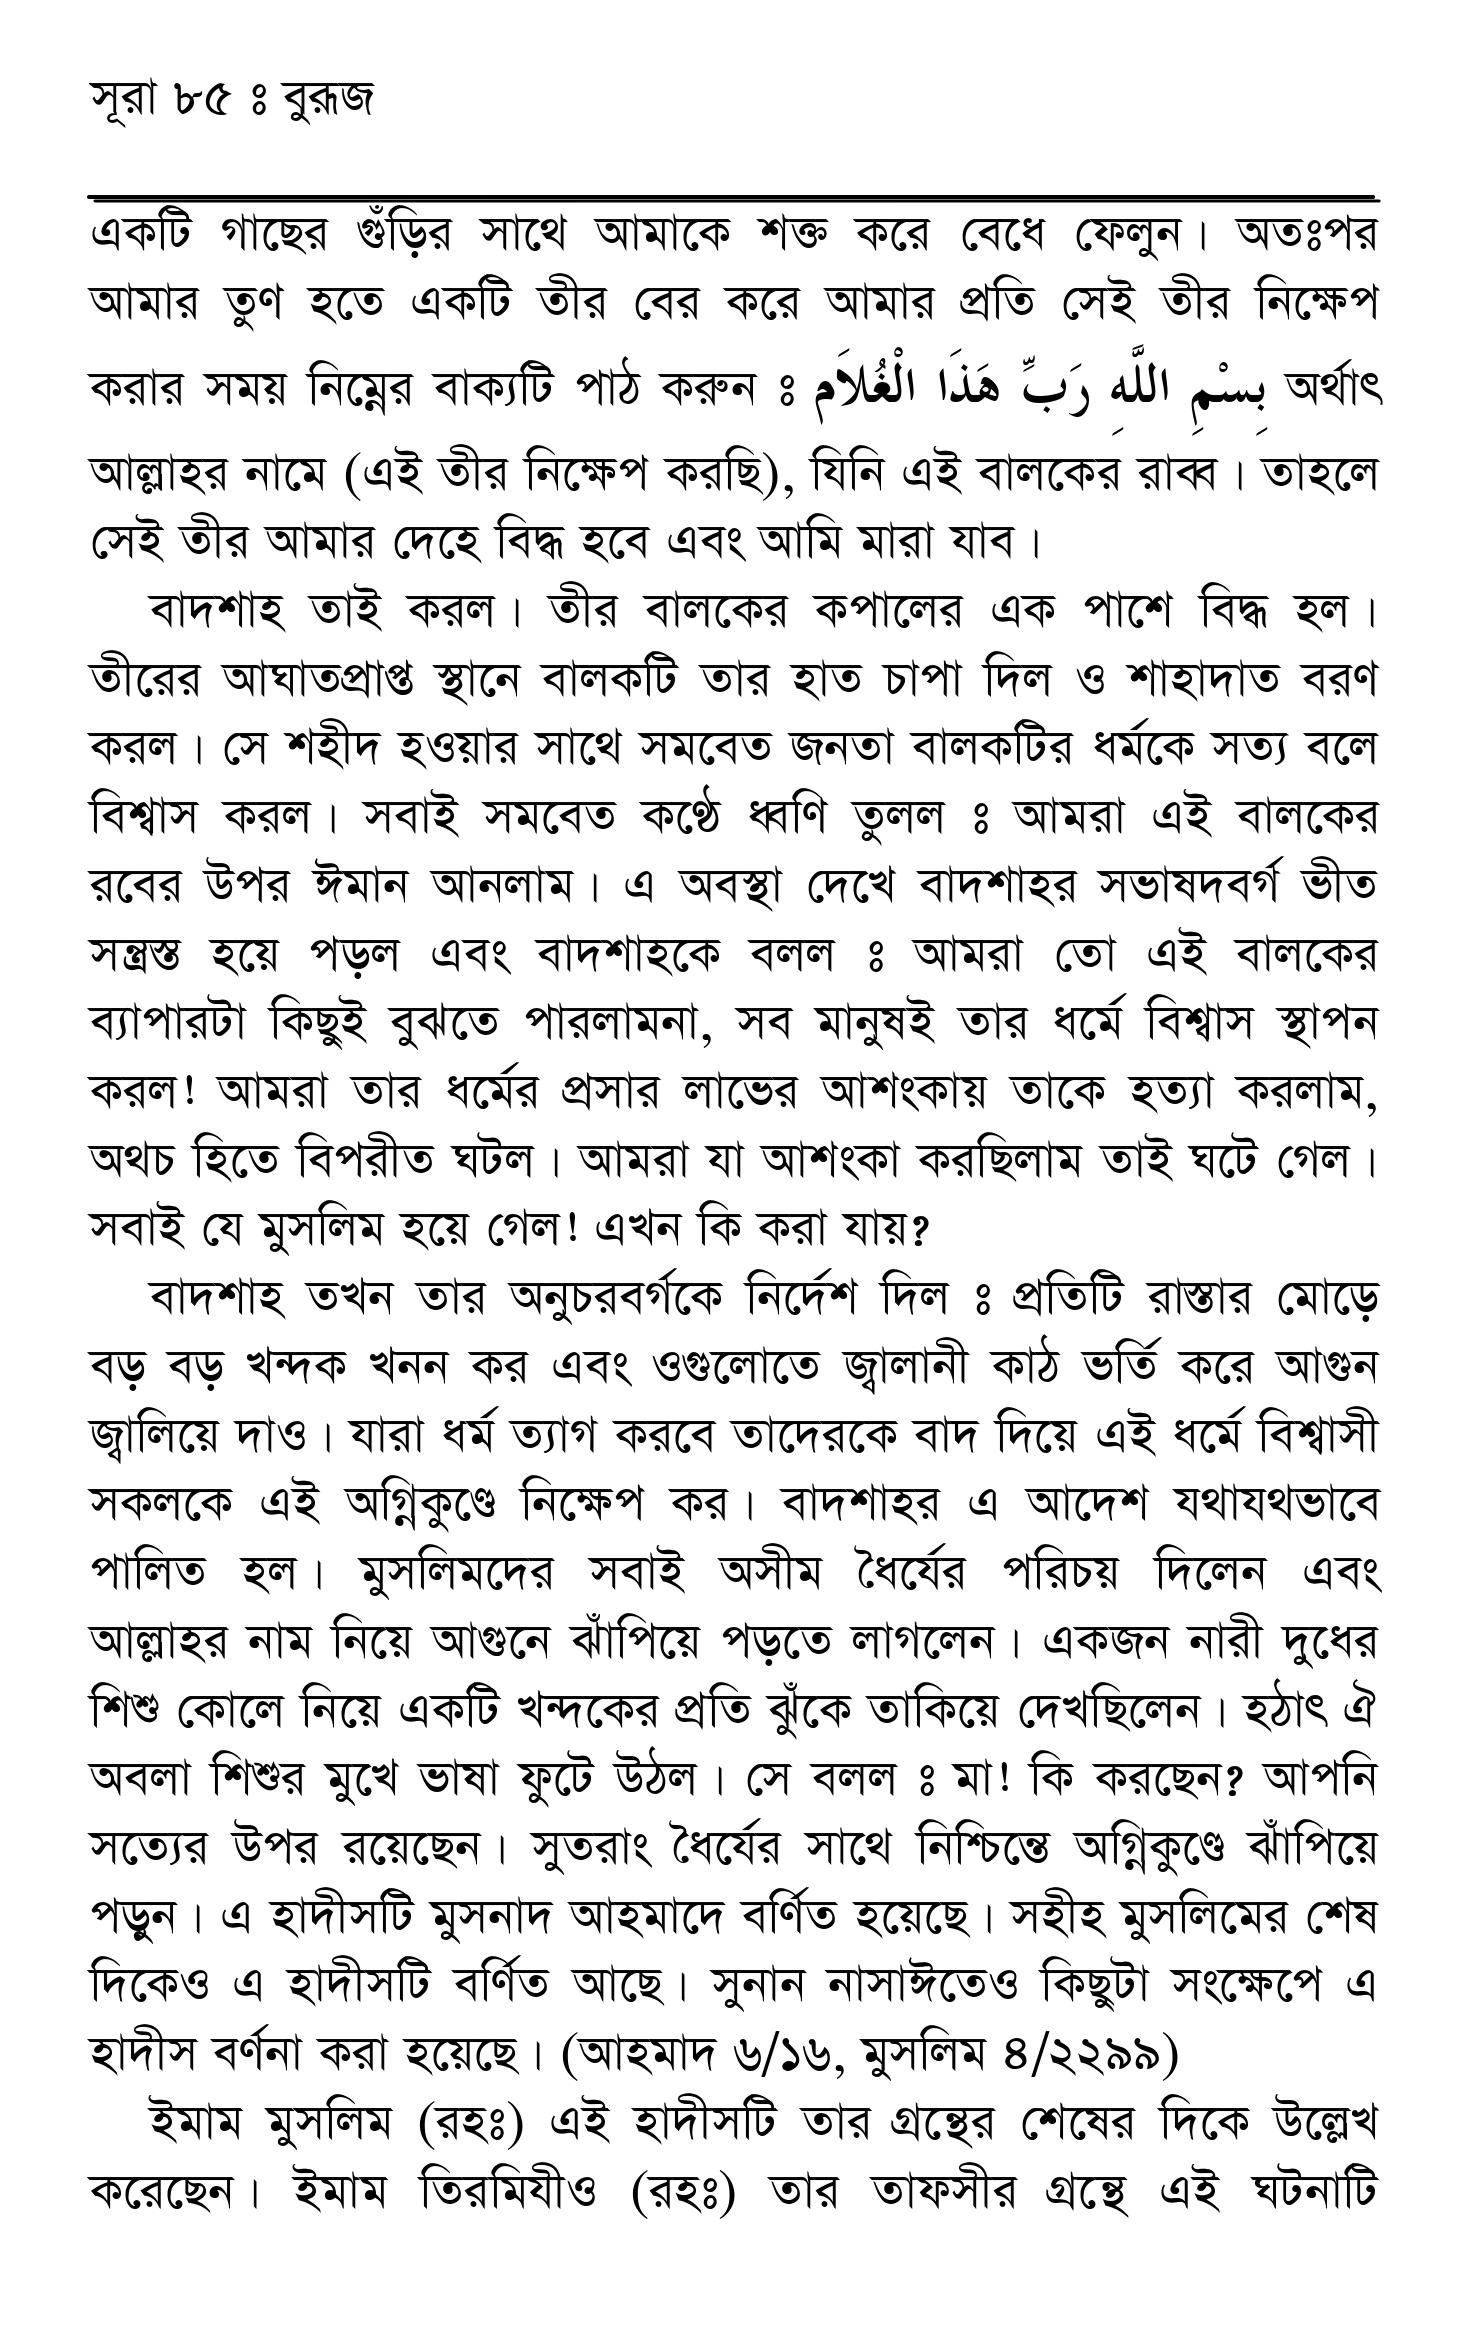 সূরা ৮৫ ঃ বুরূজ
একটি গাছের গুঁড়ির সাথে আমাকে শক্ত করে বেধে ফেলুন। অতঃপর
আমার তুণ হতে একটি তীর বের করে আমার প্রতি সেই তীর নিক্ষেপ
করার সময় নিম্নের বাক্যটি পাঠ করুন ঃ بِسْمِ اللَّهِ رَبِّ هَذَا الْغُلاَمِ অর্থাৎ
আল্লাহর নামে (এই তীর নিক্ষেপ করছি), যিনি এই বালকের রাব্ব। তাহলে
সেই তীর আমার দেহে বিদ্ধ হবে এবং আমি মারা যাব।
বাদশাহ তাই করল। তীর বালকের কপালের এক পাশে বিদ্ধ হল।
তীরের আঘাতপ্রাপ্ত স্থানে বালকটি তার হাত চাপা দিল ও শাহাদাত বরণ
করল। সে শহীদ হওয়ার সাথে সমবেত জনতা বালকটির ধর্মকে সত্য বলে
বিশ্বাস করল। সবাই সমবেত কণ্ঠে ধ্বণি তুলল ঃ আমরা এই বালকের
রবের উপর ঈমান আনলাম। এ অবস্থা দেখে বাদশাহর সভাষদবর্গ ভীত
সন্ত্রস্ত হয়ে পড়ল এবং বাদশাহকে বলল ঃ আমরা তো এই বালকের
ব্যাপারটা কিছুই বুঝতে পারলামনা, সব মানুষই তার ধর্মে বিশ্বাস স্থাপন
করল! আমরা তার ধর্মের প্রসার লাভের আশংকায় তাকে হত্যা করলাম,
অথচ হিতে বিপরীত ঘটল। আমরা যা আশংকা করছিলাম তাই ঘটে গেল।
সবাই যে মুসলিম হয়ে গেল! এখন কি করা যায়?
বাদশাহ তখন তার অনুচরবর্গকে নির্দেশ দিল ঃ প্রতিটি রাস্তার মোড়ে
বড় বড় খন্দক খনন কর এবং ওগুলোতে জ্বালানী কাঠ ভর্তি করে আগুন
জ্বালিয়ে দাও। যারা ধর্ম ত্যাগ করবে তাদেরকে বাদ দিয়ে এই ধর্মে বিশ্বাসী
সকলকে এই অগ্নিকুণ্ডে নিক্ষেপ কর। বাদশাহর এ আদেশ যথাযথভাবে
পালিত হল। মুসলিমদের সবাই অসীম ধৈর্যের পরিচয় দিলেন এবং
আল্লাহর নাম নিয়ে আগুনে ঝাঁপিয়ে পড়তে লাগলেন। একজন নারী দুধের
শিশু কোলে নিয়ে একটি খন্দকের প্রতি ঝুঁকে তাকিয়ে দেখছিলেন। হঠাৎ ঐ
অবলা শিশুর মুখে ভাষা ফুটে উঠল। সে বলল ঃ মা! কি করছেন? আপনি
সত্যের উপর রয়েছেন। সুতরাং ধৈর্যের সাথে নিশ্চিন্তে অগ্নিকুণ্ডে ঝাঁপিয়ে
পড়ুন। এ হাদীসটি মুসনাদ আহমাদে বর্ণিত হয়েছে। সহীহ মুসলিমের শেষ
দিকেও এ হাদীসটি বর্ণিত আছে। সুনান নাসাঈতেও কিছুটা সংক্ষেপে এ
হাদীস বর্ণনা করা হয়েছে। (আহমাদ ৬/১৬, মুসলিম ৪/২২৯৯)
ইমাম মুসলিম (রহঃ) এই হাদীসটি তার গ্রন্থের শেষের দিকে উল্লেখ
করেছেন। ইমাম তিরমিযীও (রহঃ) তার তাফসীর গ্রন্থে এই ঘটনাটি